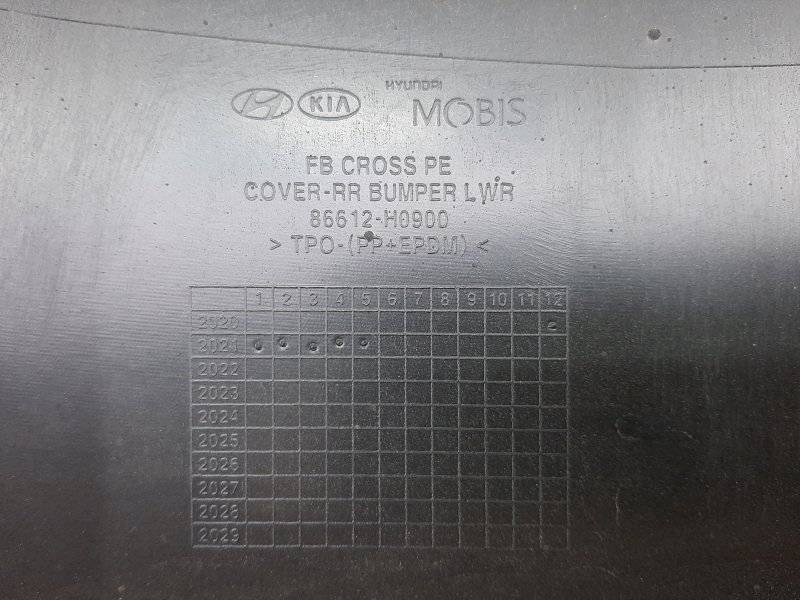 HYUNDAI
KIA MOBIS
FB CROSS PE
COVER-RR BUMPER LWR
86612-H0900
> TPO-(PP+EPDM) <
1 2 3 4 5 6 7 8 9 10 11 12
2020
2021
2022
2023
2024
2025
2026
2027
2028
2029